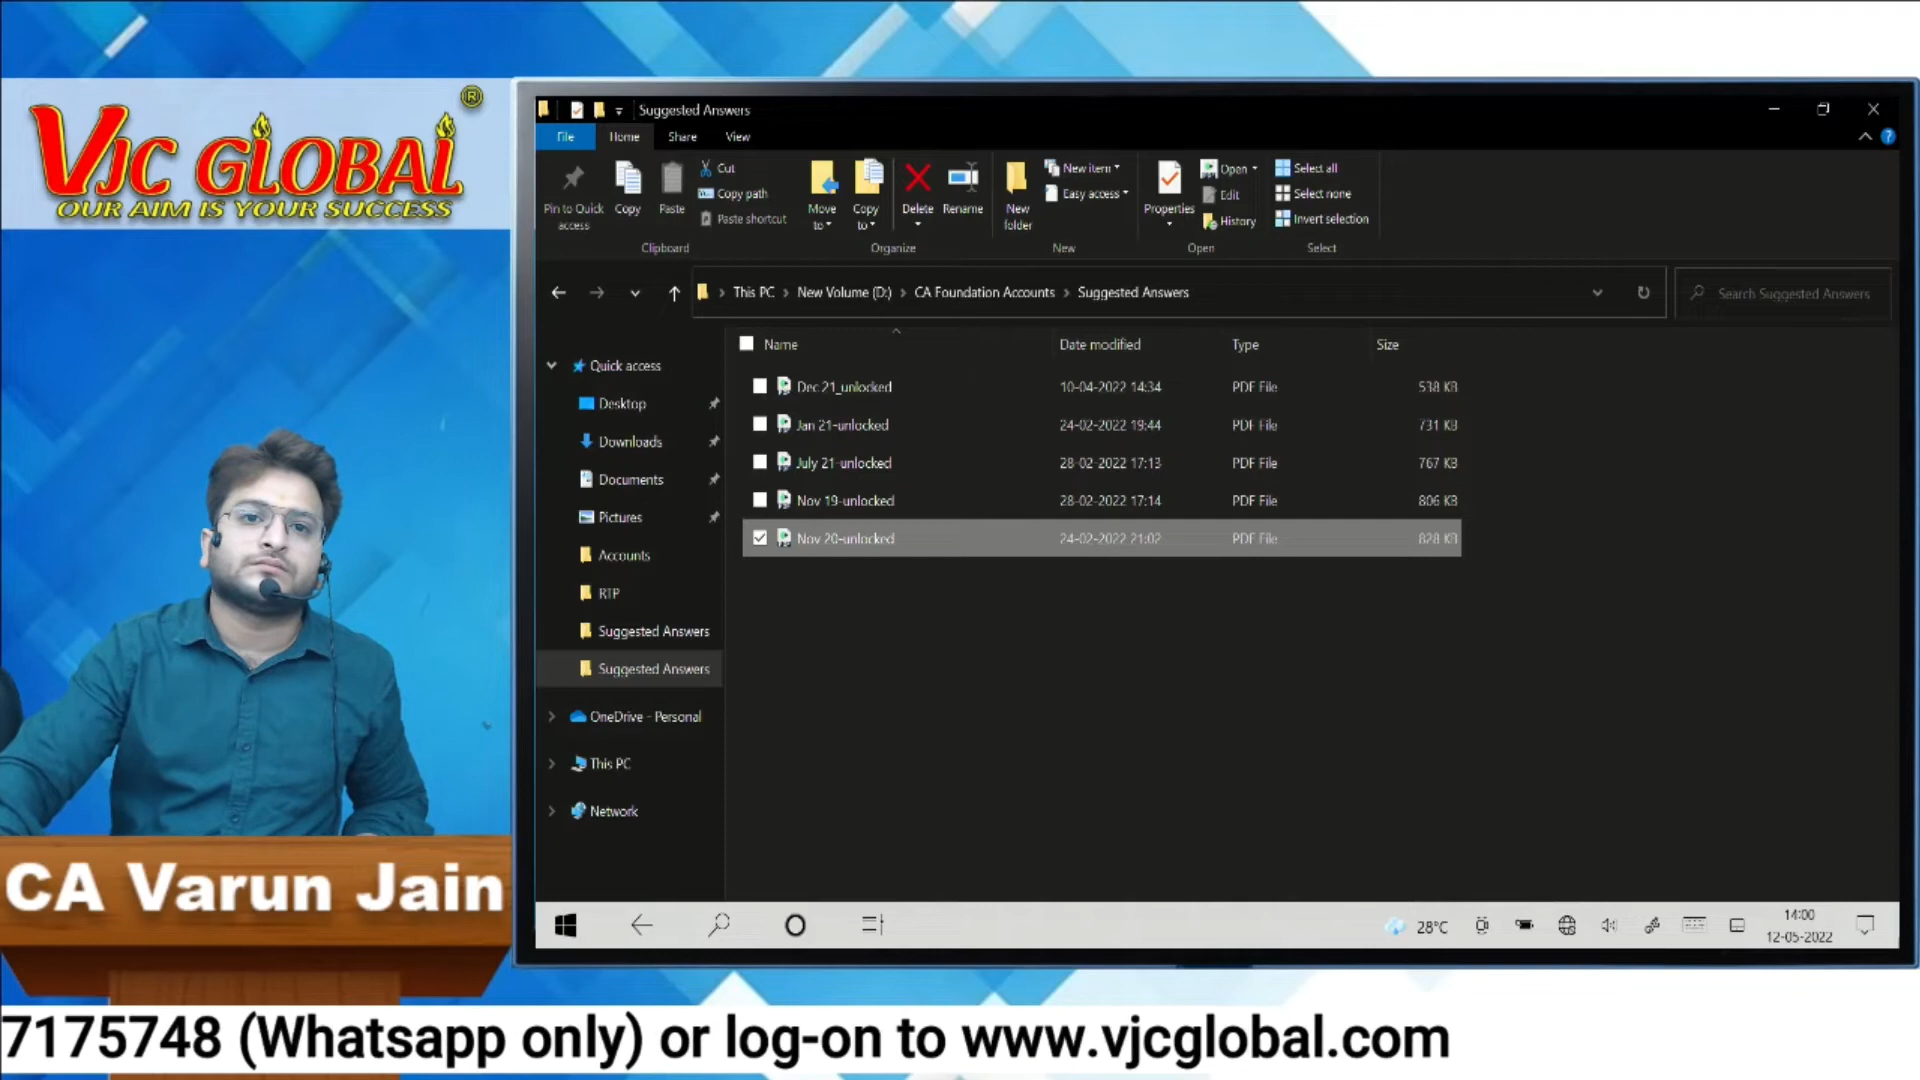 VJC GLOBAL ®
OUR AIM IS YOUR SUCCESS
Suggested Answers
File Home Share View
Pin to Quick access
Copy
Paste
Cut
Copy path
Paste shortcut
Clipboard
Move to
Copy to
Delete
Rename
Organize
New folder
New item
Easy access
New
Properties
Open
Edit
History
Open
Select all
Select none
Invert selection
Select
This PC New Volume (D:) CA Foundation Accounts Suggested Answers
Search Suggested Answers
Name Date modified Type Size
Dec 21_unlocked 10-04-2022 14:34 PDF File 538 KB
Jan 21-unlocked 24-02-2022 19:44 PDF File 731 KB
July 21-unlocked 28-02-2022 17:13 PDF File 767 KB
Nov 19-unlocked 28-02-2022 17:14 PDF File 806 KB
Nov 20-unlocked 24-02-2022 21:02 PDF File 828 KB
Quick access
Desktop
Downloads
Documents
Pictures
Accounts
RTP
Suggested Answers
Suggested Answers
OneDrive - Personal
This PC
Network
CA Varun Jain
28°C
14:00
12-05-2022
7175748 (Whatsapp only) or log-on to www.vjcglobal.com